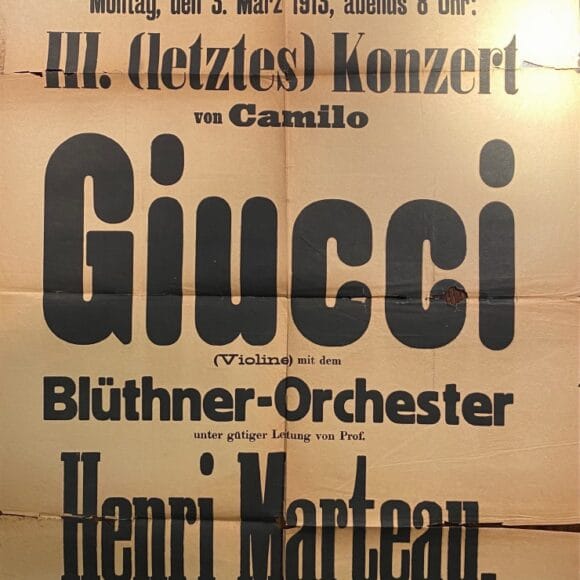 Montag, den 3. März 1913, abends 8 Uhr:
III. (letztes) Konzert
von Camilo
Giucci
(Violine) mit dem
Blüthner-Orchester
unter gütiger Leitung von Prof.
Henri Marteau.